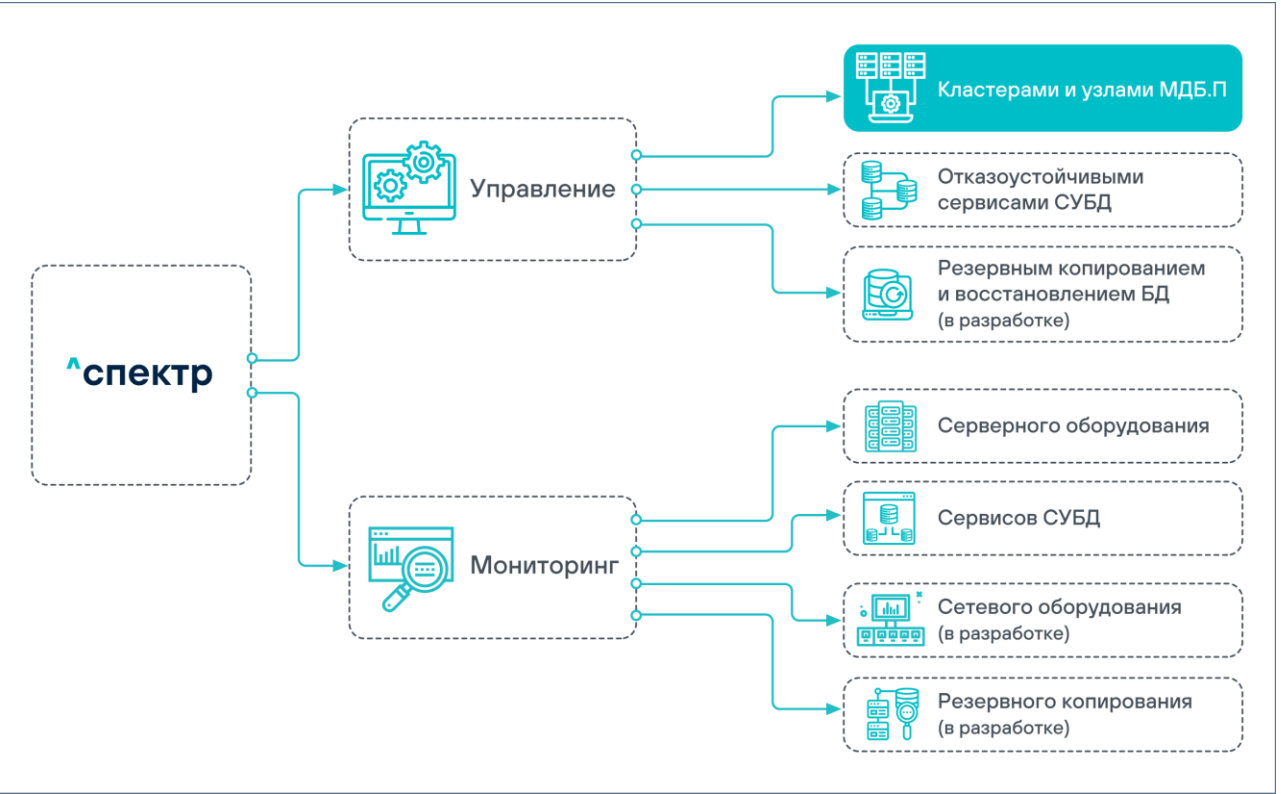 ^спектр
Управление
Кластерами и узлами МДБ.П
Отказоустойчивыми
сервисами СУБД
Резервным копированием
и восстановлением БД
(в разработке)
Мониторинг
Серверного оборудования
Сервисов СУБД
Сетевого оборудования
(в разработке)
Резервного копирования
(в разработке)